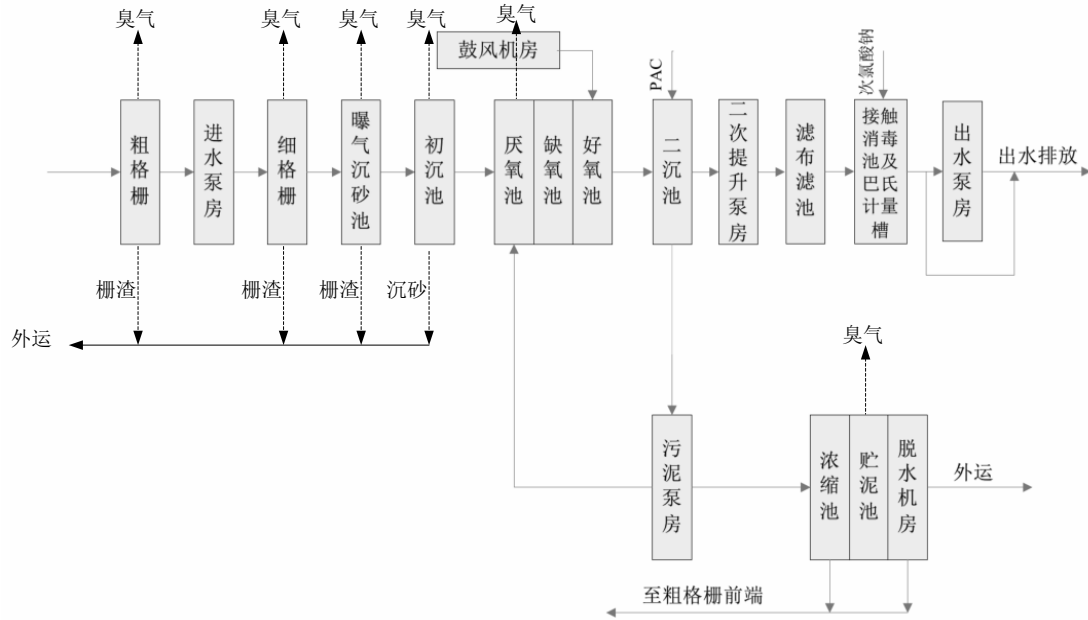 臭气
臭气
臭气
臭气
臭气
鼓风机房
PAC
次氯酸钠
粗格栅
进水泵房
细格栅
曝气沉砂池
初沉池
厌氧池
缺氧池
好氧池
二沉池
二次提升泵房
滤布滤池
接触
消毒
池及
巴氏
计量
槽
出水泵房
出水排放
栅渣
栅渣
栅渣
沉砂
外运
臭气
污泥泵房
浓缩池
贮泥池
脱水机房
外运
至粗格栅前端